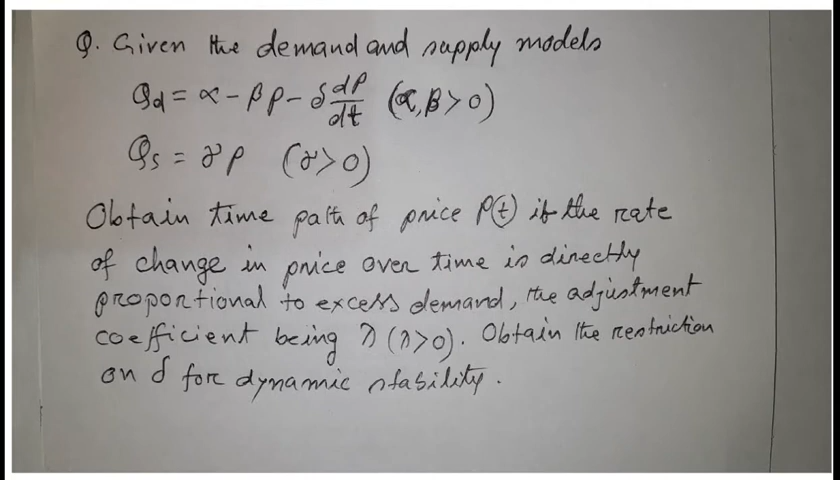 Q. Given the demand and supply models
Qd = α - βP - δ dP/dt (α, β > 0)
Qs = γP (γ > 0)
Obtain time path of price P(t) if the rate
of change in price over time is directly
proportional to excess demand, the adjustment
coefficient being λ (λ > 0). Obtain the restriction
on δ for dynamic stability.